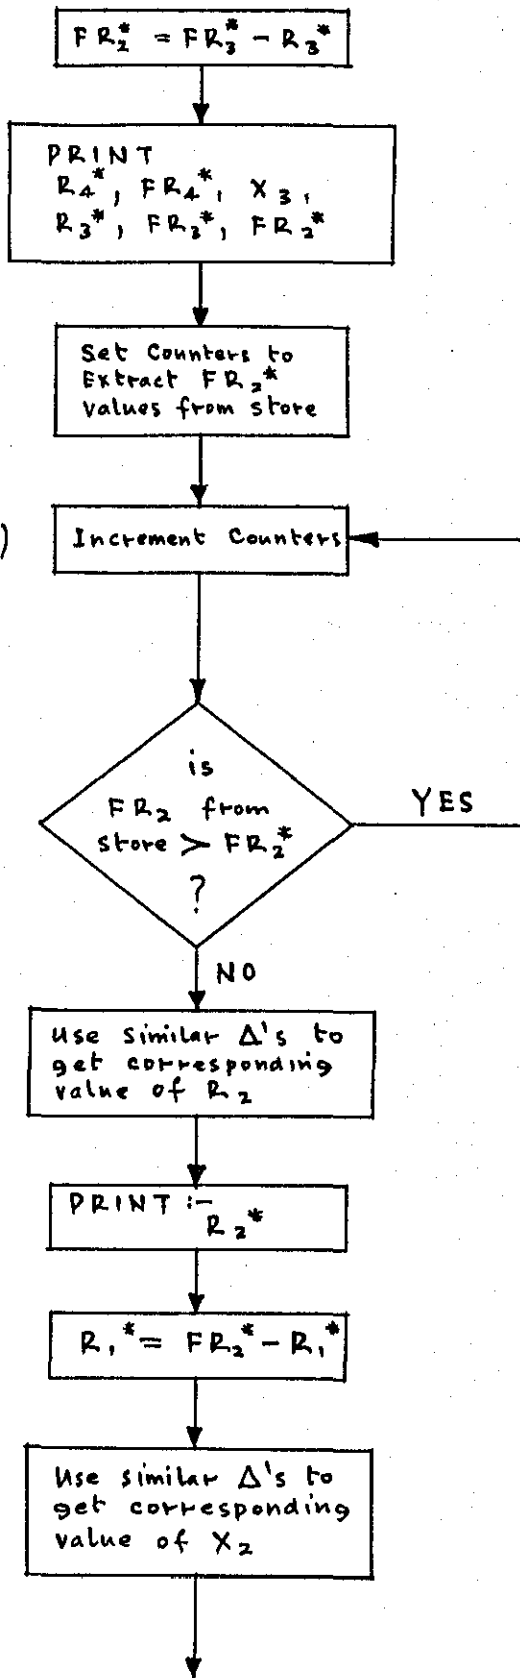 FR₂* = FR₃* - R₃*
PRINT
R₄*, FR₄*, X₃,
R₃*, FR₃*, FR₂*
Set Counters to
Extract FR₂*
values from store
)
Increment Counters
is
FR₂ from
store > FR₂*
?
YES
NO
Use Similar Δ's to
get corresponding
value of R₂
PRINT :-
R₂*
R₁* = FR₂* - R₁*
Use similar Δ's to
get corresponding
value of X₂